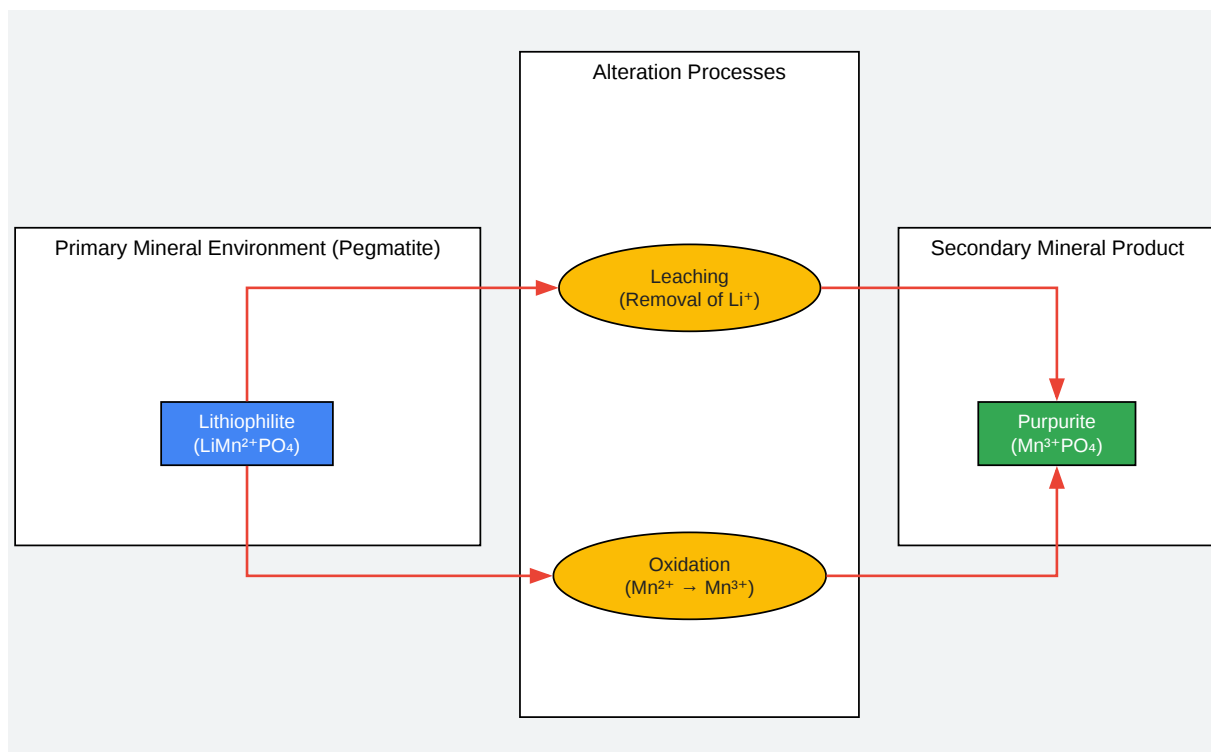 Alteration Processes
Primary Mineral Environment (Pegmatite)
Secondary Mineral Product
Leaching
(Removal of Li⁺)
Lithiophilite
(LiMn²⁺PO₄)
Purpurite
(Mn³⁺PO₄)
Oxidation
(Mn²⁺ → Mn³⁺)